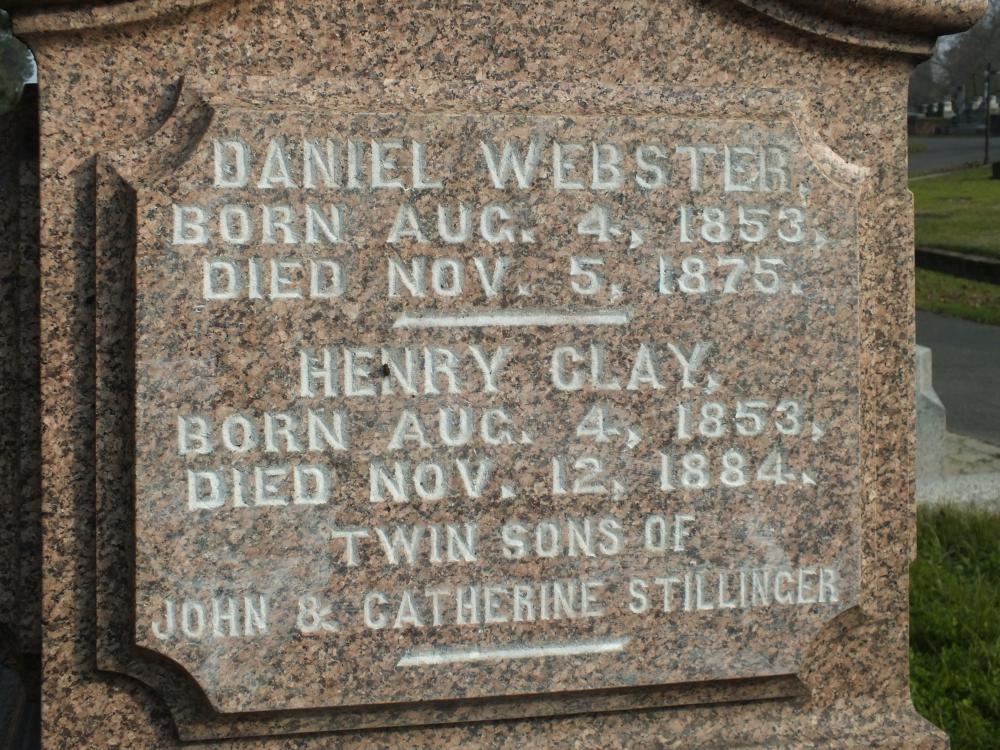 DANIEL WEBSTER,
BORN AUG. 4, 1853,
DIED NOV. 5, 1875.
HENRY CLAY,
BORN AUG. 4, 1853,
DIED NOV. 12, 1884.
TWIN SONS OF
JOHN & CATHERINE STILLINGER